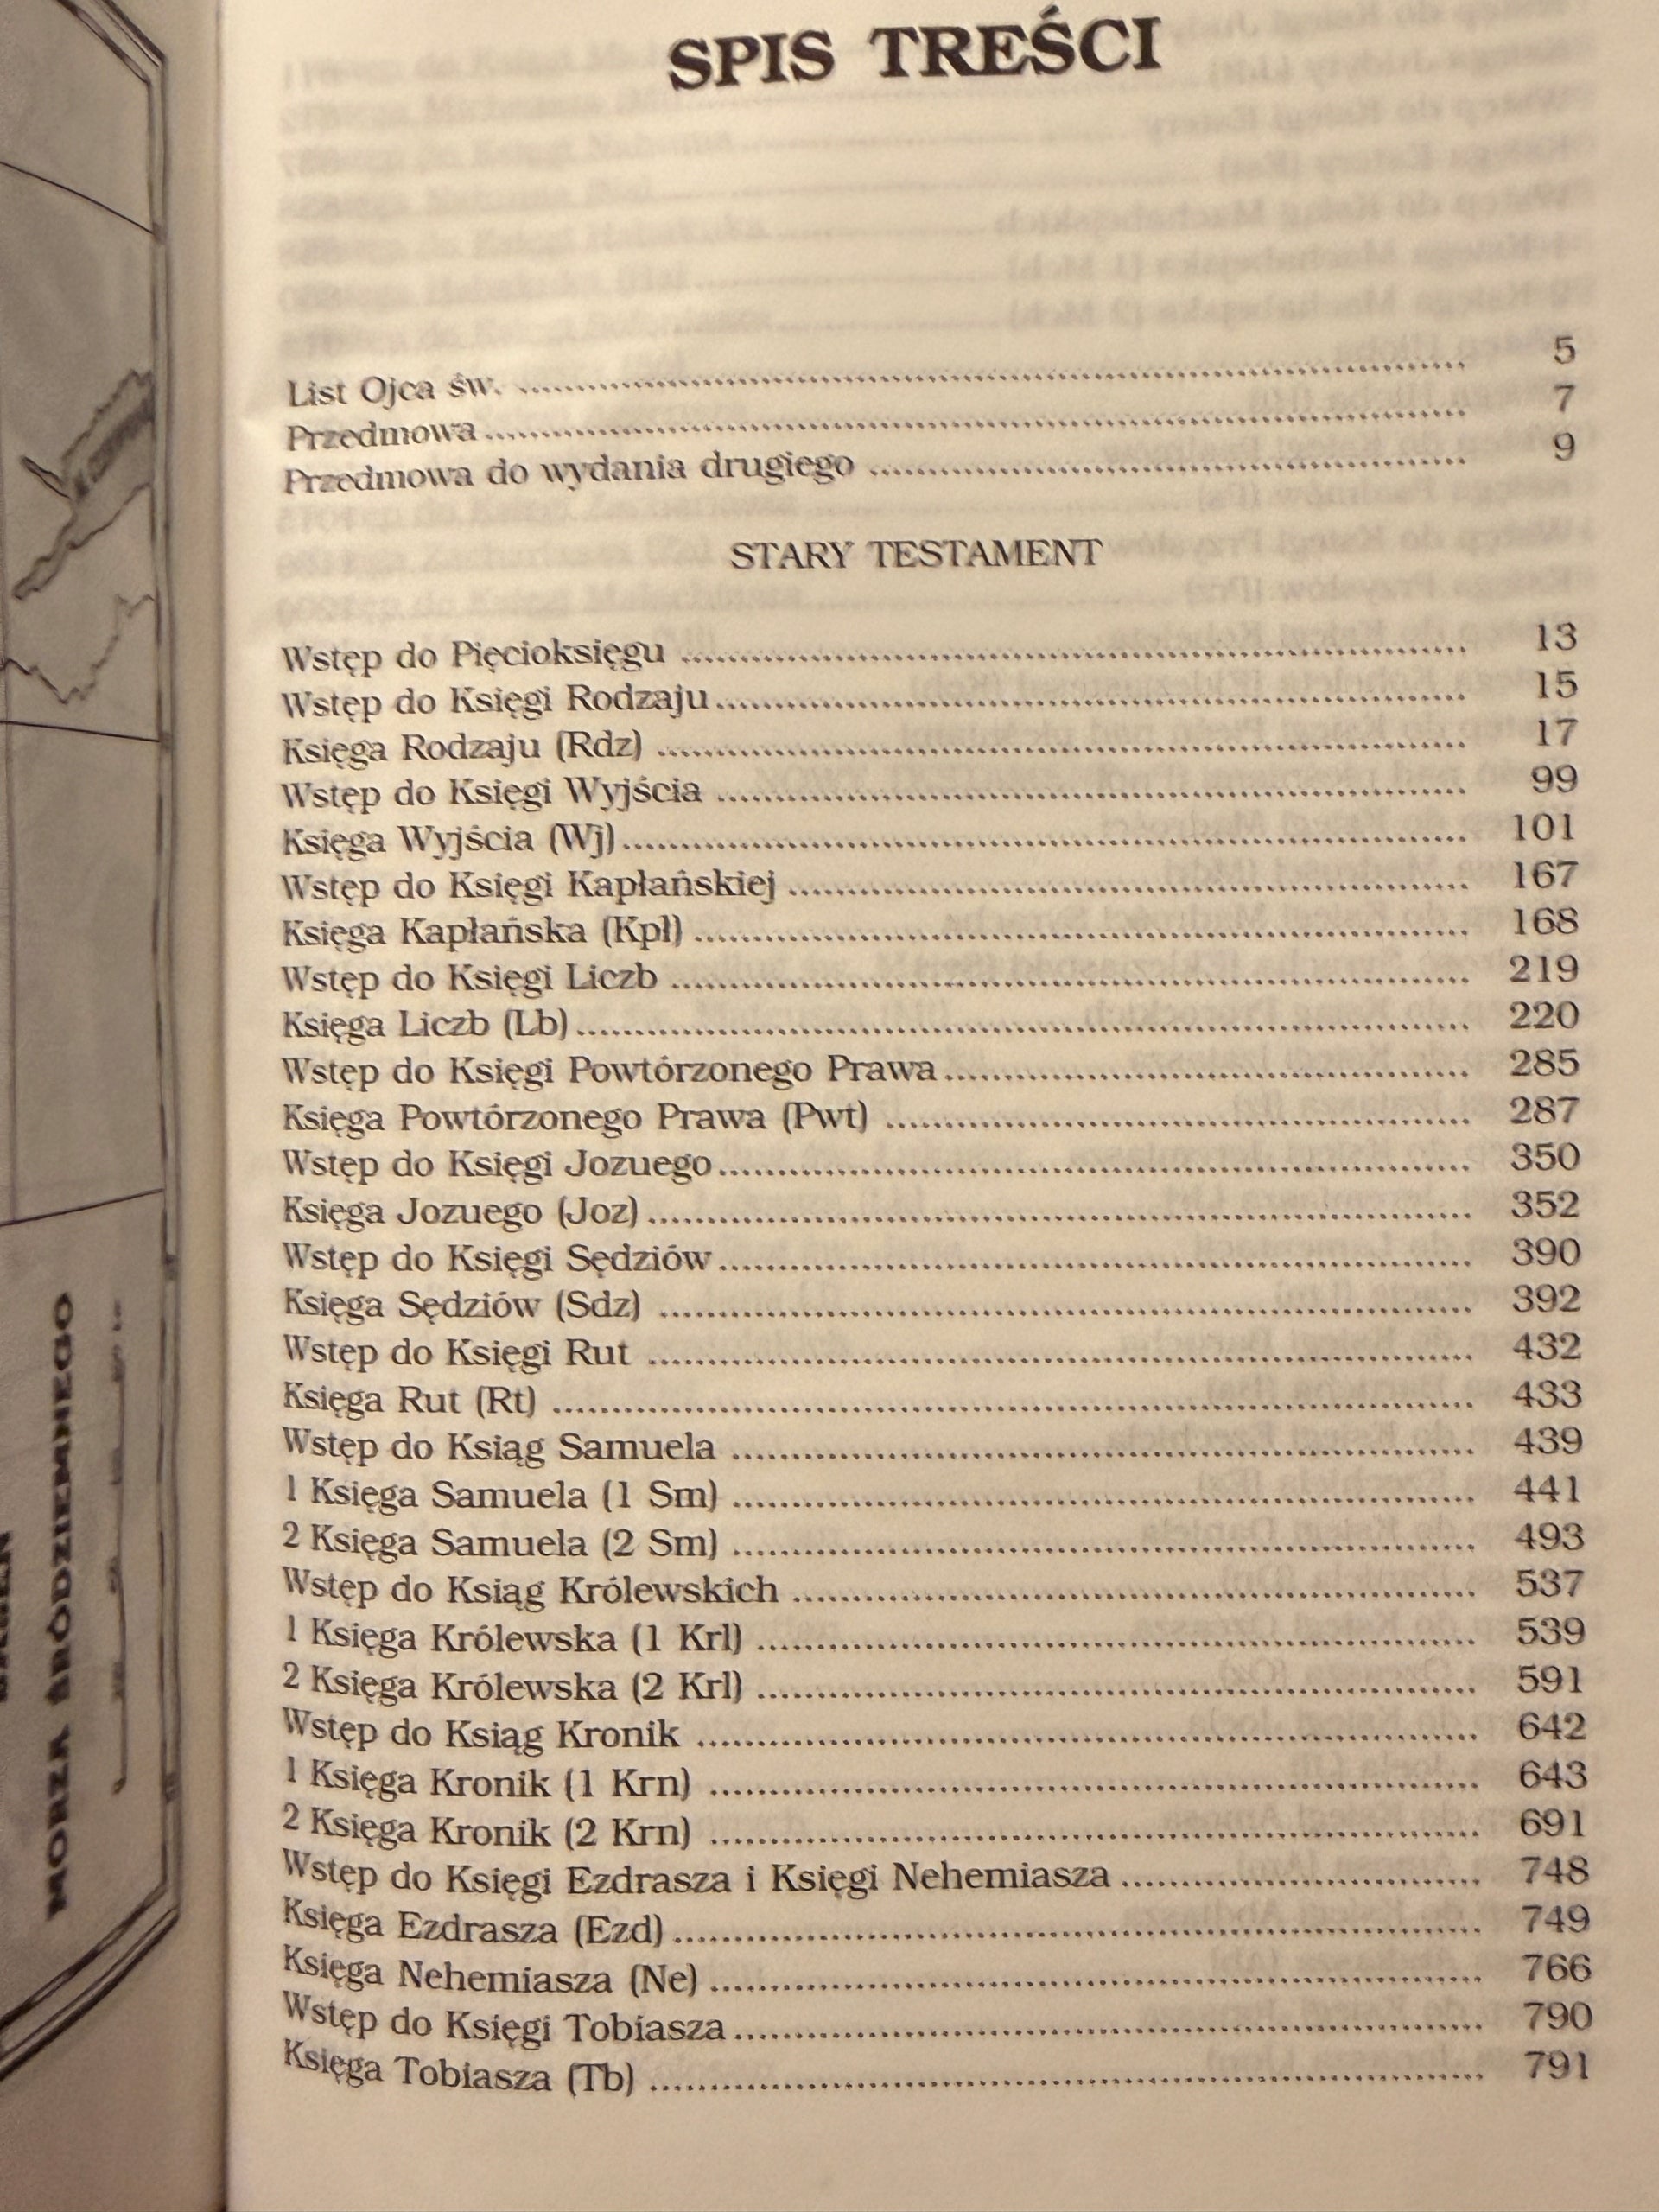 SPIS TREŚCI
List Ojca św. 5
Przedmowa 7
Przedmowa do wydania drugiego 9
STARY TESTAMENT
Wstęp do Pięcioksięgu 13
Wstęp do Księgi Rodzaju 15
Księga Rodzaju (Rdz) 17
Wstęp do Księgi Wyjścia 99
Księga Wyjścia (Wj) 101
Wstęp do Księgi Kapłańskiej 167
Księga Kapłańska (Kpł) 168
Wstęp do Księgi Liczb 219
Księga Liczb (Lb) 220
Wstęp do Księgi Powtórzonego Prawa 285
Księga Powtórzonego Prawa (Pwt) 287
Wstęp do Księgi Jozuego 350
Księga Jozuego (Joz) 352
Wstęp do Księgi Sędziów 390
Księga Sędziów (Sdz) 392
Wstęp do Księgi Rut 432
Księga Rut (Rt) 433
Wstęp do Ksiąg Samuela 439
1 Księga Samuela (1 Sm) 441
2 Księga Samuela (2 Sm) 493
Wstęp do Ksiąg Królewskich 537
1 Księga Królewska (1 Krl) 539
2 Księga Królewska (2 Krl) 591
Wstęp do Ksiąg Kronik 642
1 Księga Kronik (1 Krn) 643
2 Księga Kronik (2 Krn) 691
Wstęp do Księgi Ezdrasza i Księgi Nehemiasza 748
Księga Ezdrasza (Ezd) 749
Księga Nehemiasza (Ne) 766
Wstęp do Księgi Tobiasza 790
Księga Tobiasza (Tb) 791
MORZA ŚRÓDZIEMNEGO